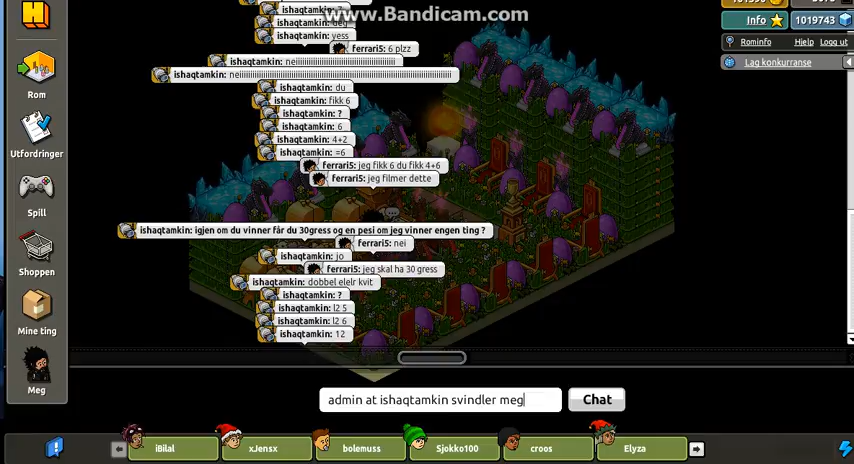 www.Bandicam.com
ishaqtamkin: deg
ishaqtamkin: yess
ferrari5: 6 plzz
ishaqtamkin: neiiiiiiiiiiiiiiiiiiiiiiiiiiiiiiiiiii
ishaqtamkin: neiiiiiiiiiiiiiiiiiiiiiiiiiiiiiiiiiiiiiiiiiiiiiiiiiiiiiiiiiiiiiiiiiiii
ishaqtamkin: du
ishaqtamkin: fikk 6
ishaqtamkin: ?
ishaqtamkin: 6
ishaqtamkin: 4+2
ishaqtamkin: =6
ferrari5: jeg fikk 6 du fikk 4+6
ferrari5: jeg filmer dette
ishaqtamkin: igjen om du vinner får du 30gress og en pesi om jeg vinner engen ting ?
ferrari5: nei
ishaqtamkin: jo
ferrari5: jeg skal ha 30 gress
ishaqtamkin: dobbel elelr kvit
ishaqtamkin: ?
ishaqtamkin: l2 5
ishaqtamkin: l2 6
ishaqtamkin: 12
Info 1019743
Rominfo Hjelp Logg ut
Lag konkurranse
Rom
Utfordringer
Spill
Shoppen
Mine ting
Meg
admin at ishaqtamkin svindler meg
Chat
iBilal xJensx bolemuss Sjokko100 croos Elyza